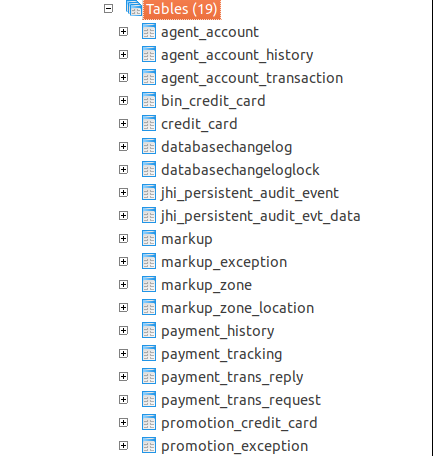 Tables (19)
agent_account
agent_account_history
agent_account_transaction
bin_credit_card
credit_card
databasechangelog
databasechangeloglock
jhi_persistent_audit_event
jhi_persistent_audit_evt_data
markup
markup_exception
markup_zone
markup_zone_location
payment_history
payment_tracking
payment_trans_reply
payment_trans_request
promotion_credit_card
promotion_exception